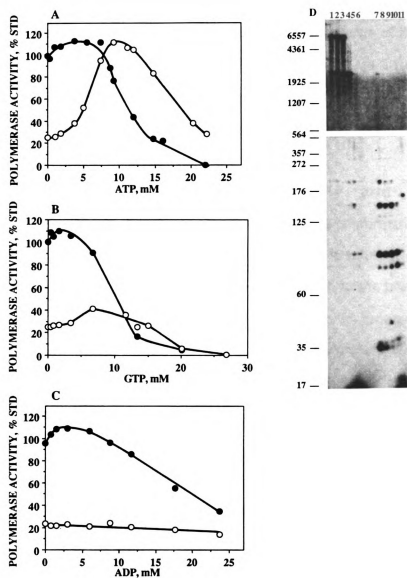 A
POLYMERASE ACTIVITY, % STD
120
100
80
60
40
20
0
0 5 10 15 20 25
ATP, mM
B
POLYMERASE ACTIVITY, % STD
120
100
80
60
40
20
0
0 10 20 30
GTP, mM
C
POLYMERASE ACTIVITY, % STD
120
100
80
60
40
20
0
0 5 10 15 20 25
ADP, mM
D
1 2 3 4 5 6 7 8 9 10 11
6557 —
4361 —
1925 —
1207 —
564 —
357 —
272 —
176 —
125 —
60 —
35 —
17 —